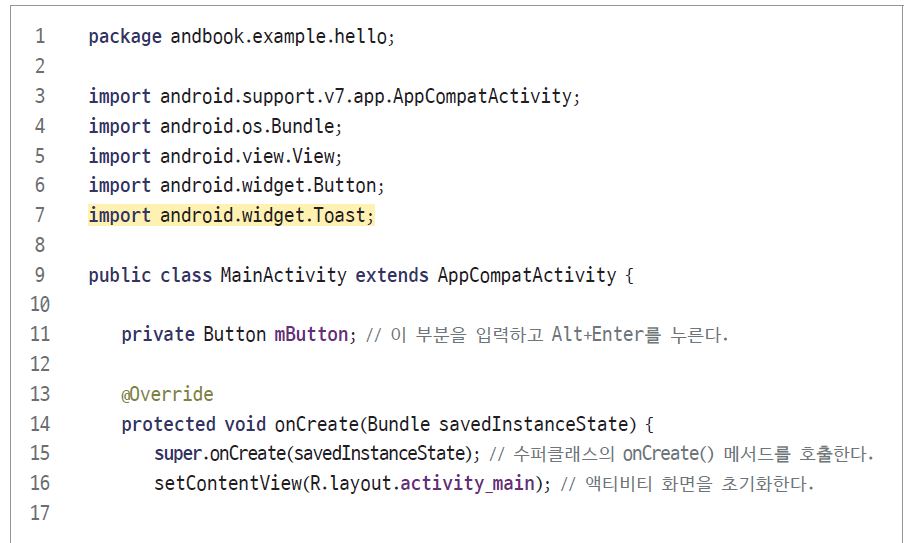 1 package andbook.example.hello;
2
3 import android.support.v7.app.AppCompatActivity;
4 import android.os.Bundle;
5 import android.view.View;
6 import android.widget.Button;
7 import android.widget.Toast;
8
9 public class MainActivity extends AppCompatActivity {
10
11 private Button mButton; // 이 부분을 입력하고 Alt+Enter를 누른다.
12
13 @Override
14 protected void onCreate(Bundle savedInstanceState) {
15 super.onCreate(savedInstanceState); // 수퍼클래스의 onCreate() 메서드를 호출한다.
16 setContentView(R.layout.activity_main); // 액티비티 화면을 초기화한다.
17